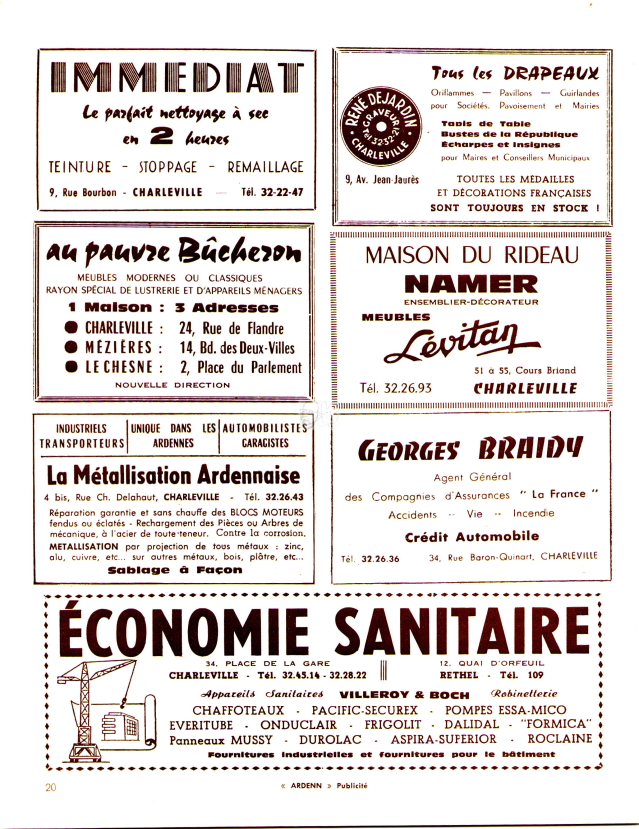 IMMEDIAT
Le parfait nettoyage à sec
en 2 heures
TEINTURE - STOPPAGE - REMAILLAGE
9, Rue Bourbon - CHARLEVILLE — Tél. 32-22-47
Tous les DRAPEAUX
Oriflammes — Pavillons — Guirlandes
pour Sociétés, Pavoisement et Mairies
Tapis de Table
Bustes de la République
Écharpes et Insignes
pour Maires et Conseillers Municipaux
RENÉ DEJARDIN
GRAVEUR
Tél. 32-32-21
CHARLEVILLE
9, Av. Jean-Jaurès
TOUTES LES MÉDAILLES
ET DÉCORATIONS FRANÇAISES
SONT TOUJOURS EN STOCK !
au pauvre Bûcheron
MEUBLES MODERNES OU CLASSIQUES
RAYON SPÉCIAL DE LUSTRERIE ET D'APPAREILS MÉNAGERS
1 Maison : 3 Adresses
● CHARLEVILLE : 24, Rue de Flandre
● MÉZIÈRES : 14, Bd. des Deux-Villes
● LE CHESNE : 2, Place du Parlement
NOUVELLE DIRECTION
MAISON DU RIDEAU
NAMER
ENSEMBLIER-DÉCORATEUR
MEUBLES
Lévitan
51 à 55, Cours Briand
Tél. 32.26.93 CHARLEVILLE
INDUSTRIELS TRANSPORTEURS
UNIQUE DANS LES ARDENNES
AUTOMOBILISTES CARACISTES
La Métallisation Ardennaise
4 bis, Rue Ch. Delahaut, CHARLEVILLE - Tél. 32.26.43
Réparation garantie et sans chauffe des BLOCS MOTEURS
fendus ou éclatés - Rechargement des Pièces ou Arbres de
mécanique, à l'acier de toute-teneur. Contre la corrosion,
METALLISATION par projection de tous métaux : zinc,
alu, cuivre, etc... sur autres métaux, bois, plâtre, etc...
Sablage à Façon
GEORGES BRAIDY
Agent Général
des Compagnies d'Assurances " La France "
Accidents -- Vie -- Incendie
Crédit Automobile
Tél. 32.26.36 34, Rue Baron-Quinart, CHARLEVILLE
ÉCONOMIE SANITAIRE
34, PLACE DE LA GARE
CHARLEVILLE - Tél. 32.45.14 - 32.28.22
12, QUAI D'ORFEUIL
RETHEL - Tél. 109
Appareils Sanitaires VILLEROY & BOCH Robinetterie
CHAFFOTEAUX - PACIFIC-SECUREX - POMPES ESSA-MICO
EVERITUBE - ONDUCLAIR - FRIGOLIT - DALIDAL - "FORMICA"
Panneaux MUSSY - DUROLAC - ASPIRA-SUPERIOR - ROCLAINE
Fournitures industrielles et fournitures pour le bâtiment
20
« ARDENN » Publicité